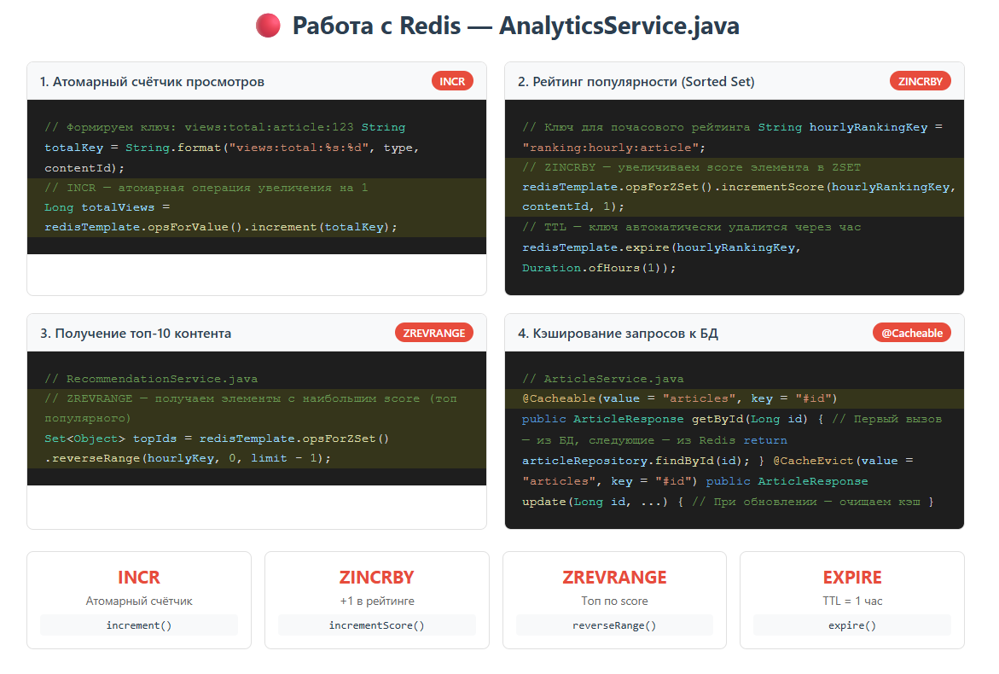 Работа с Redis — AnalyticsService.java
1. Атомарный счётчик просмотров
INCR
// Формируем ключ: views:total:article:123 String
totalKey = String.format("views:total:%s:%d", type,
contentId);
// INCR — атомарная операция увеличения на 1
Long totalViews =
redisTemplate.opsForValue().increment(totalKey);
2. Рейтинг популярности (Sorted Set)
ZINCRBY
// Ключ для почасового рейтинга String hourlyRankingKey =
"ranking:hourly:article";
// ZINCRBY — увеличиваем score элемента в ZSET
redisTemplate.opsForZSet().incrementScore(hourlyRankingKey,
contentId, 1);
// TTL — ключ автоматически удалится через час
redisTemplate.expire(hourlyRankingKey,
Duration.ofHours(1));
3. Получение топ-10 контента
ZREVRANGE
// RecommendationService.java
// ZREVRANGE — получаем элементы с наибольшим score (топ
популярного)
Set<Object> topIds = redisTemplate.opsForZSet()
.reverseRange(hourlyKey, 0, limit - 1);
4. Кэширование запросов к БД
@Cacheable
// ArticleService.java
@Cacheable(value = "articles", key = "#id")
public ArticleResponse getById(Long id) { // Первый вызов
— из БД, следующие — из Redis return
articleRepository.findById(id); } @CacheEvict(value =
"articles", key = "#id") public ArticleResponse
update(Long id, ...) { // При обновлении — очищаем кэш }
INCR
Атомарный счётчик
increment()
ZINCRBY
+1 в рейтинге
incrementScore()
ZREVRANGE
Топ по score
reverseRange()
EXPIRE
TTL = 1 час
expire()